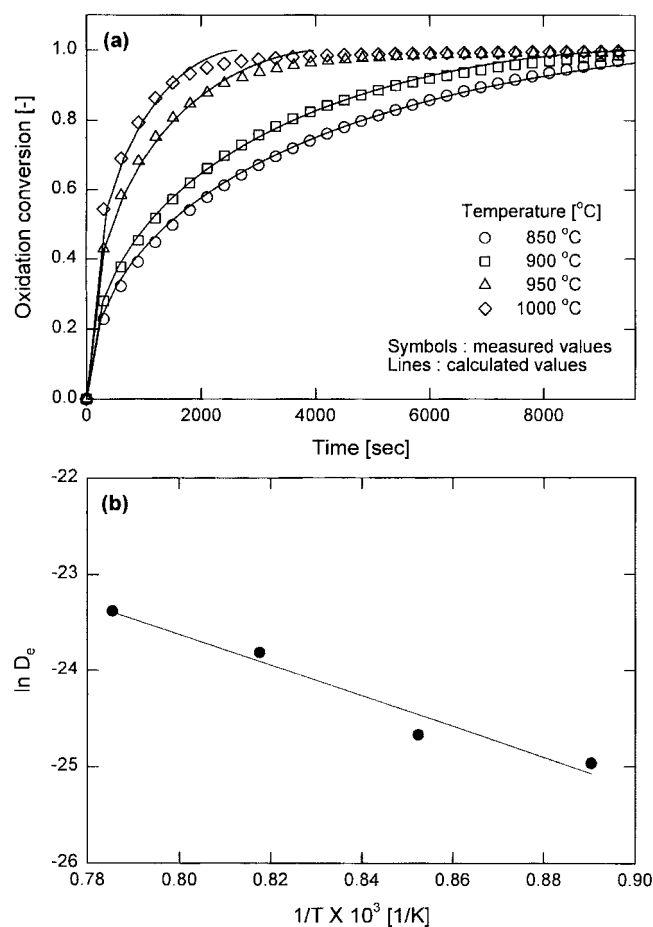 (a)
1.0
0.8
0.6
0.4
0.2
0.0
Oxidation conversion [-]
Temperature [°C]
850 °C
900 °C
950 °C
1000 °C
Symbols : measured values
Lines : calculated values
0
2000
4000
6000
8000
Time [sec]
(b)
-22
-23
-24
-25
-26
ln Dₑ
0.78
0.80
0.82
0.84
0.86
0.88
0.90
1/T X 10³ [1/K]